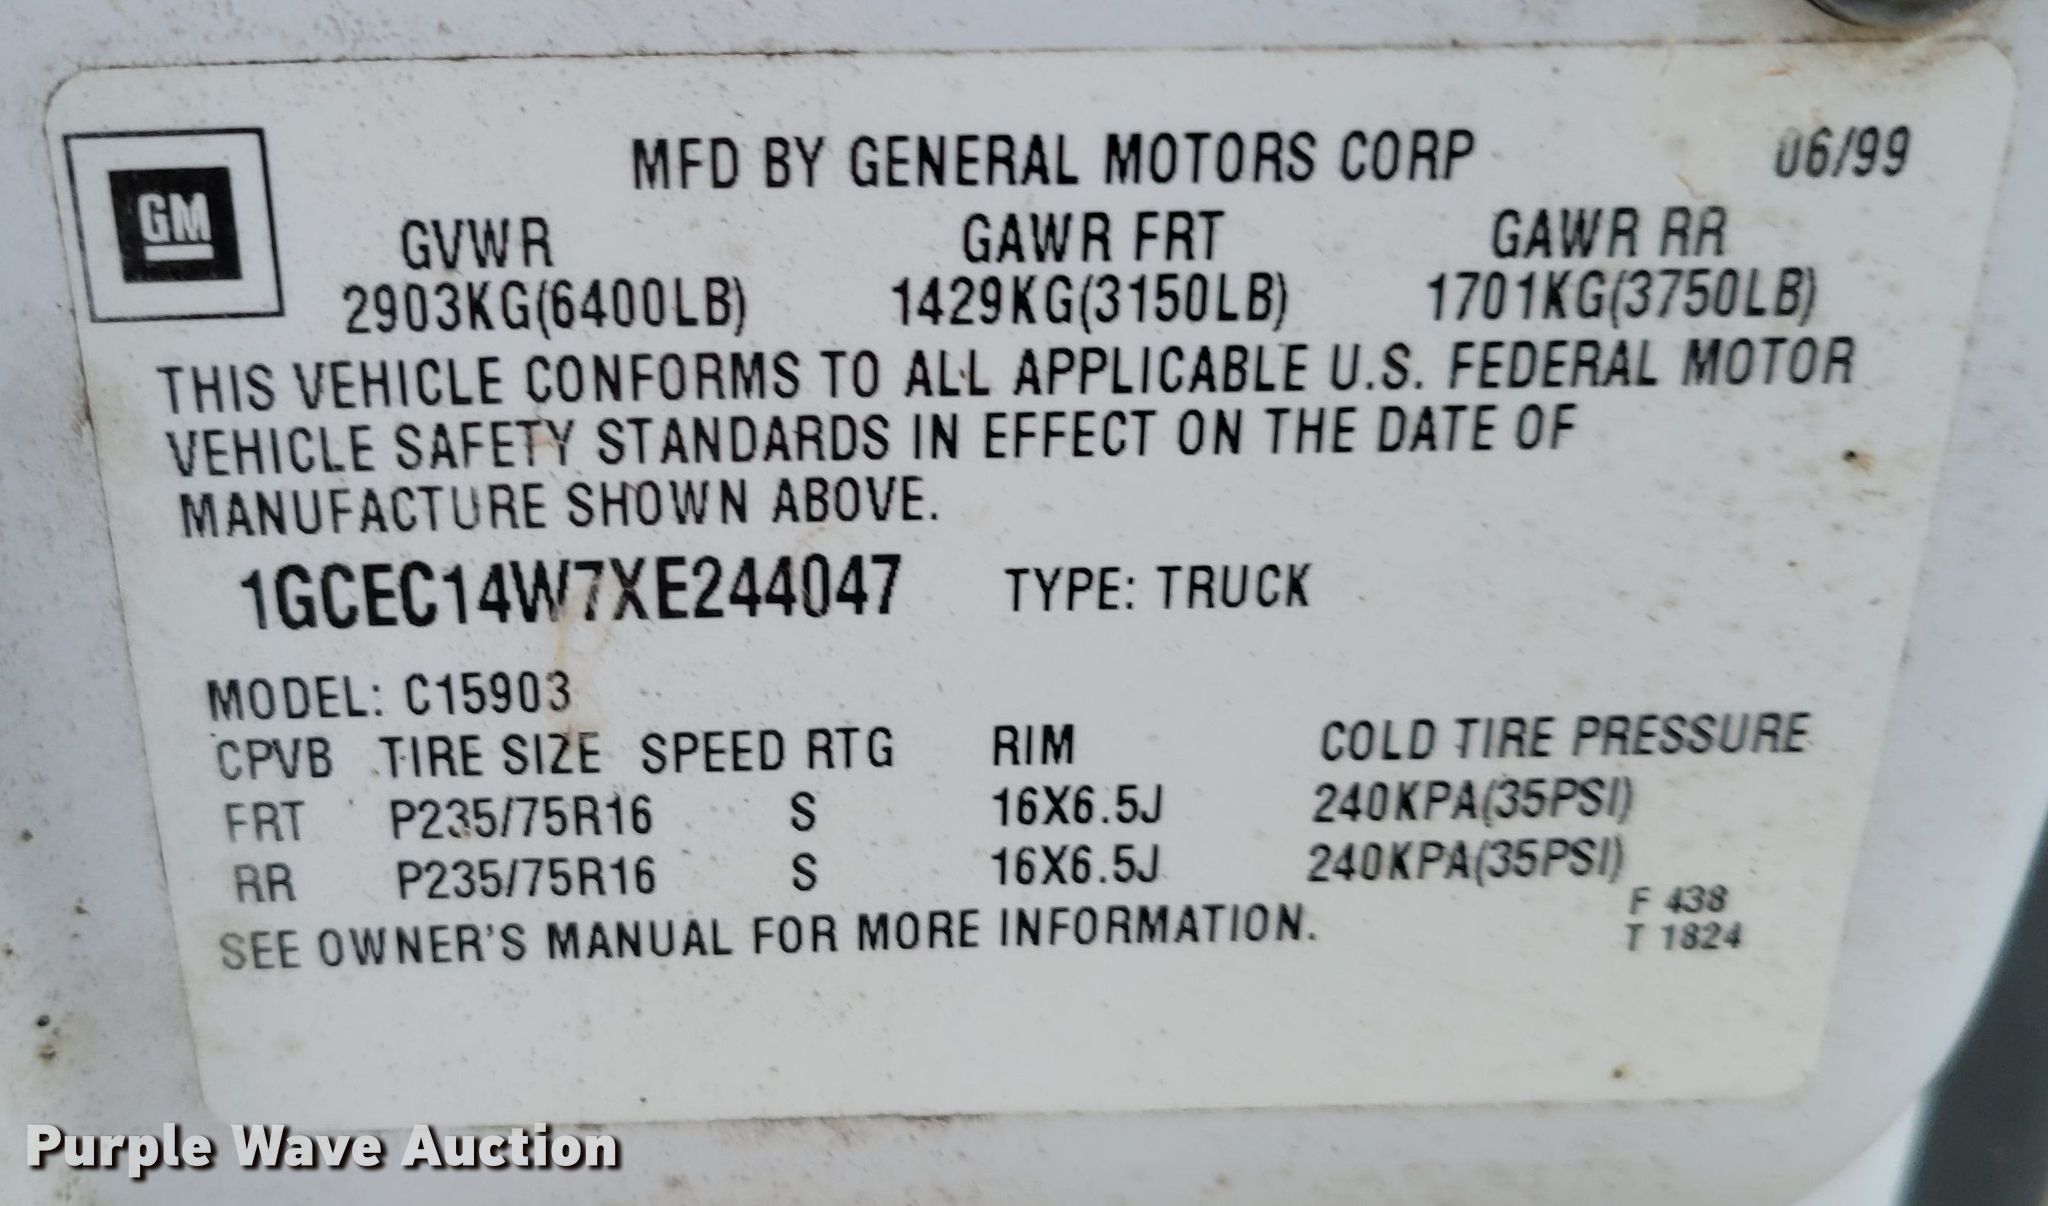 MFD BY GENERAL MOTORS CORP 06/99
GM
GVWR GAWR FRT GAWR RR
2903KG(6400LB) 1429KG(3150LB) 1701KG(3750LB)
THIS VEHICLE CONFORMS TO ALL APPLICABLE U.S. FEDERAL MOTOR
VEHICLE SAFETY STANDARDS IN EFFECT ON THE DATE OF
MANUFACTURE SHOWN ABOVE.
1GCEC14W7XE244047 TYPE: TRUCK
MODEL: C15903
CPVB TIRE SIZE SPEED RTG RIM COLD TIRE PRESSURE
FRT P235/75R16 S 16X6.5J 240KPA(35PSI)
RR P235/75R16 S 16X6.5J 240KPA(35PSI)
SEE OWNER'S MANUAL FOR MORE INFORMATION.
F 438
T 1824
Purple Wave Auction